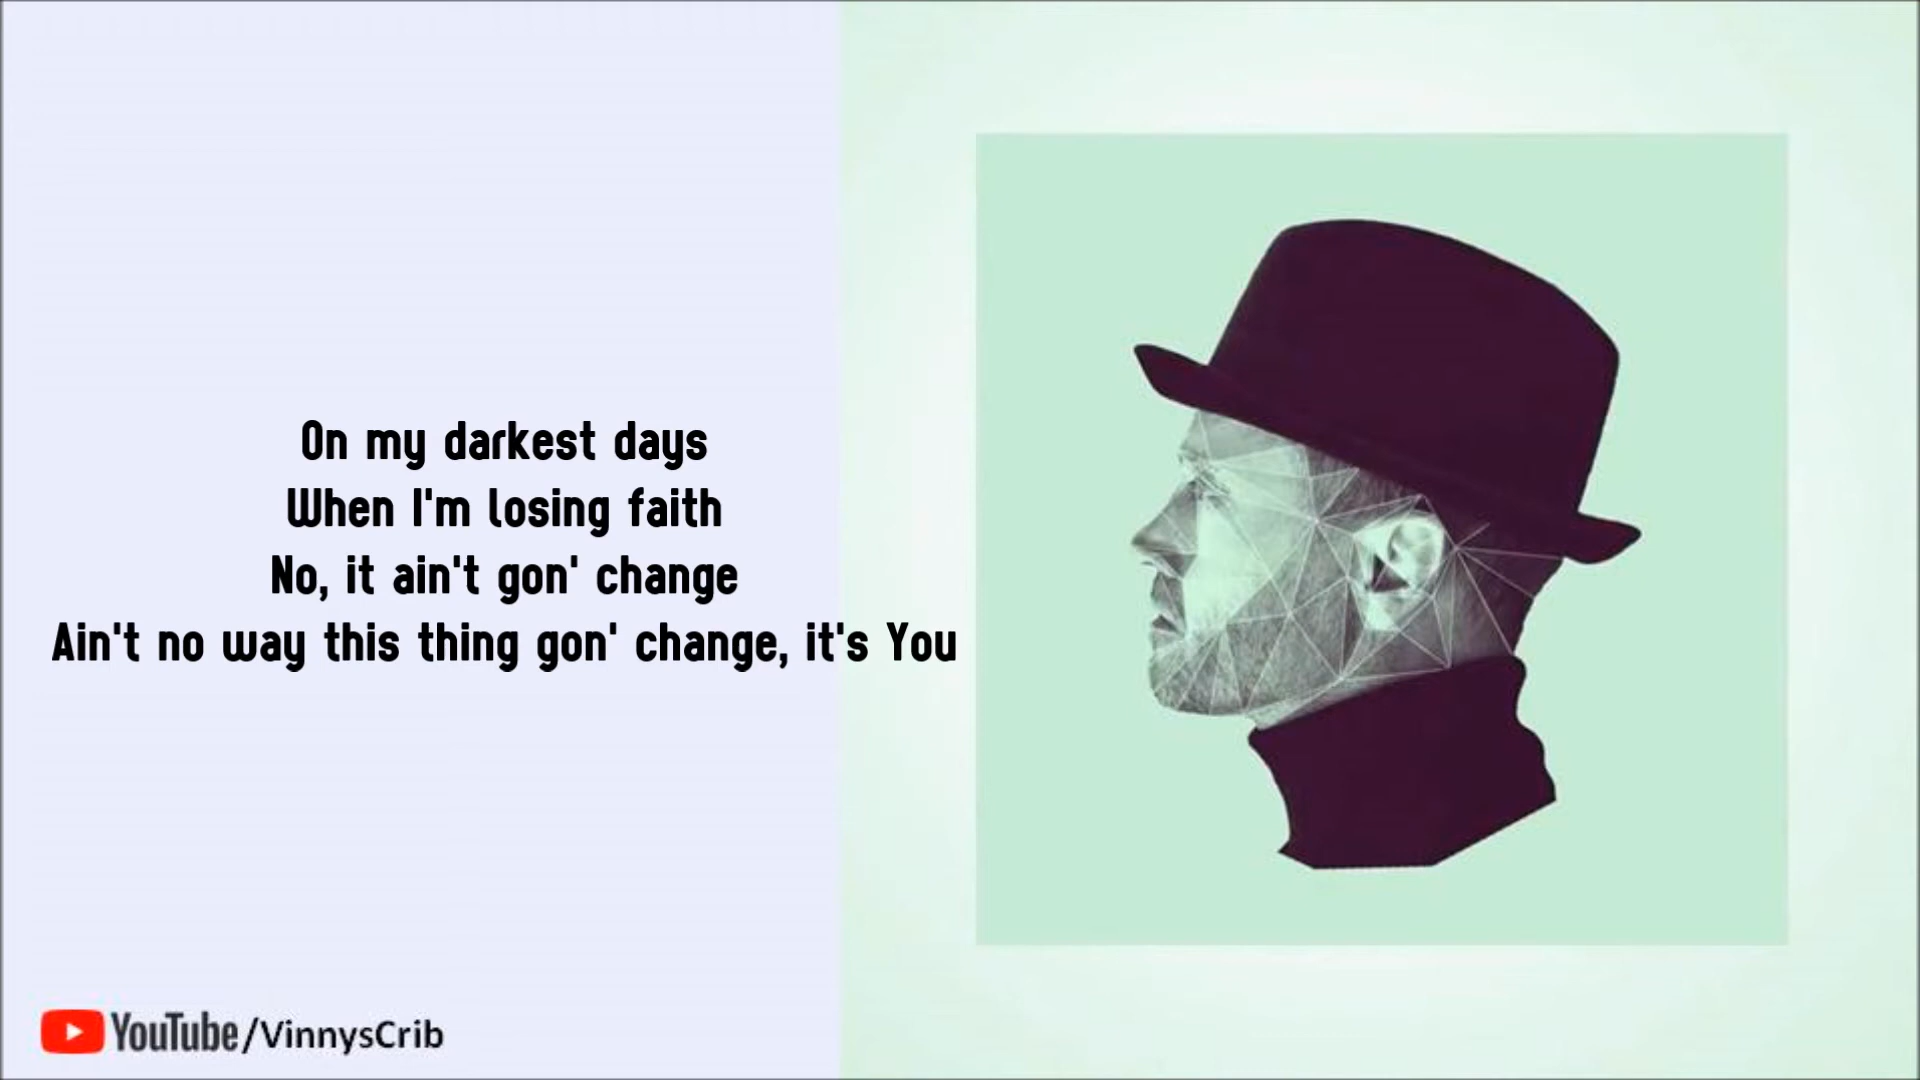 On my darkest days
When I'm losing faith
No, it ain't gon' change
Ain't no way this thing gon' change, it's You
YouTube/VinnysCrib